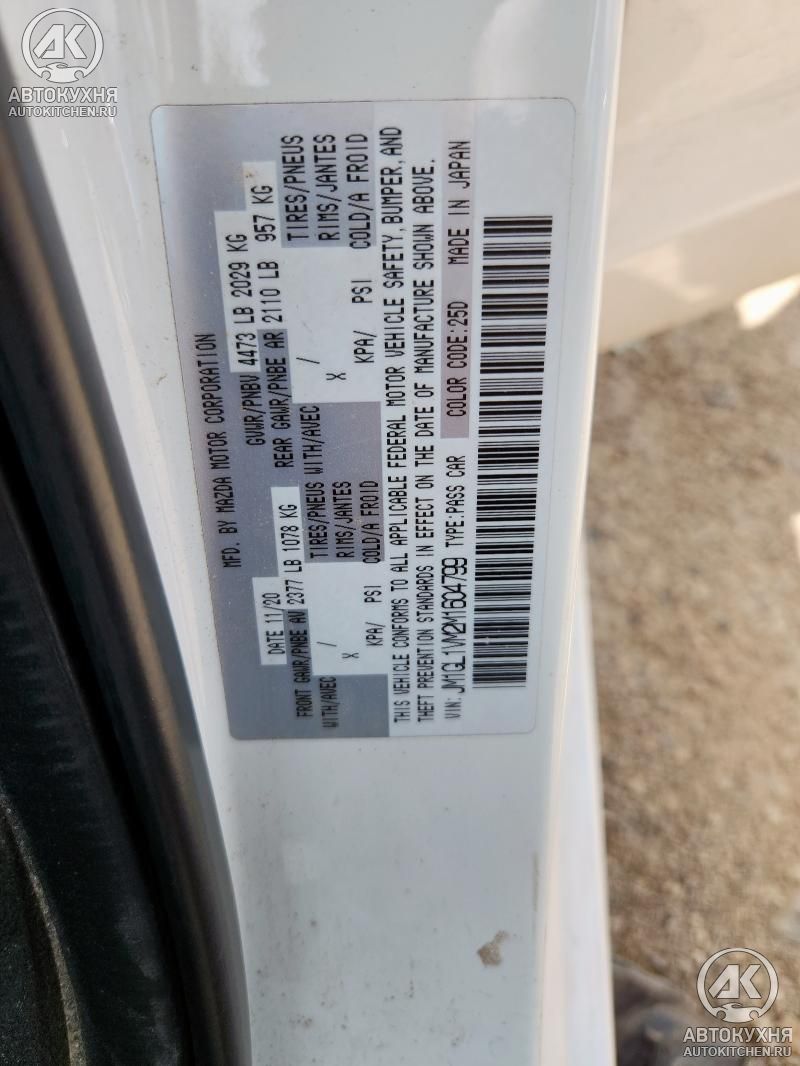 АК
АВТОКУХНЯ
AUTOKITCHEN.RU
MFD. BY MAZDA MOTOR CORPORATION
DATE 11/20 GVWR/PNBV 4473 LB 2029 KG
FRONT GAWR/PNBE AV 2377 LB 1078 KG REAR GAWR/PNBE AR 2110 LB 957 KG
WITH/AVEC / TIRES/PNEUS WITH/AVEC / TIRES/PNEUS
X RIMS/JANTES X RIMS/JANTES
KPA/ PSI COLD/A FROID KPA/ PSI COLD/A FROID
THIS VEHICLE CONFORMS TO ALL APPLICABLE FEDERAL MOTOR VEHICLE SAFETY, BUMPER, AND
THEFT PREVENTION STANDARDS IN EFFECT ON THE DATE OF MANUFACTURE SHOWN ABOVE.
VIN: JM1GL1VM2M1604799 TYPE:PASS CAR COLOR CODE:25D MADE IN JAPAN
АК
АВТОКУХНЯ
AUTOKITCHEN.RU